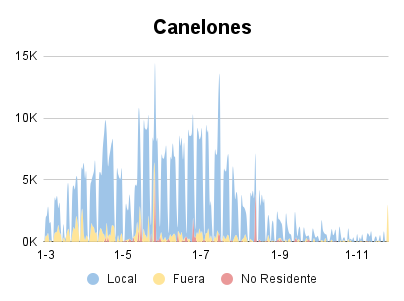 Canelones
15K
10K
5K
0K
1-3
1-5
1-7
1-9
1-11
Local
Fuera
No Residente